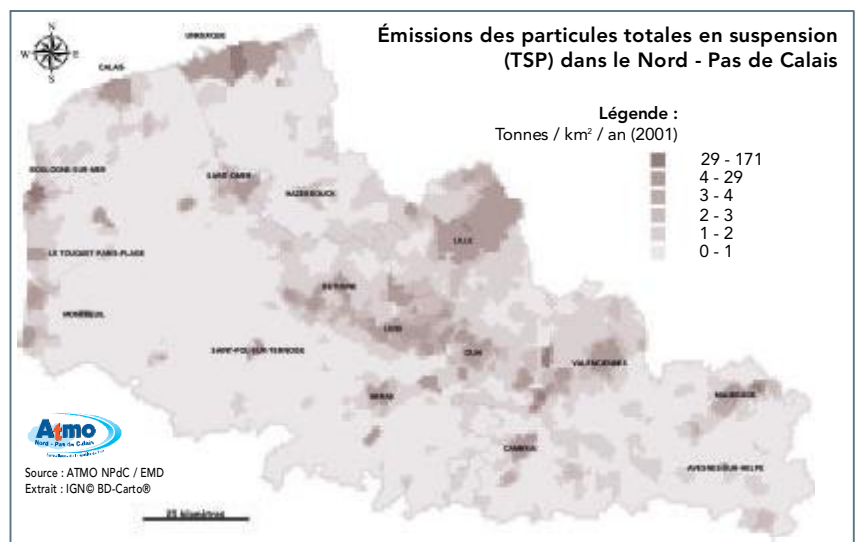 Émissions des particules totales en suspension
(TSP) dans le Nord - Pas de Calais
Légende :
Tonnes / km² / an (2001)
29 - 171
4 - 29
3 - 4
2 - 3
1 - 2
0 - 1
N
W
E
S
DUNKERQUE
CALAIS
BOULOGNE-SUR-MER
SAINT-OMER
HAZEBROUCK
LILLE
LE TOUQUET-PARIS-PLAGE
BETHUNE
MONTREUIL
LENS
SAINT-POL-SUR-TERNOISE
DOUAI
VALENCIENNES
ARRAS
MAUBEUGE
CAMBRAI
AVESNES-SUR-HELPE
Atmo
Nord - Pas de Calais
Source : ATMO NPdC / EMD
Extrait : IGN© BD-Carto®
25 kilomètres